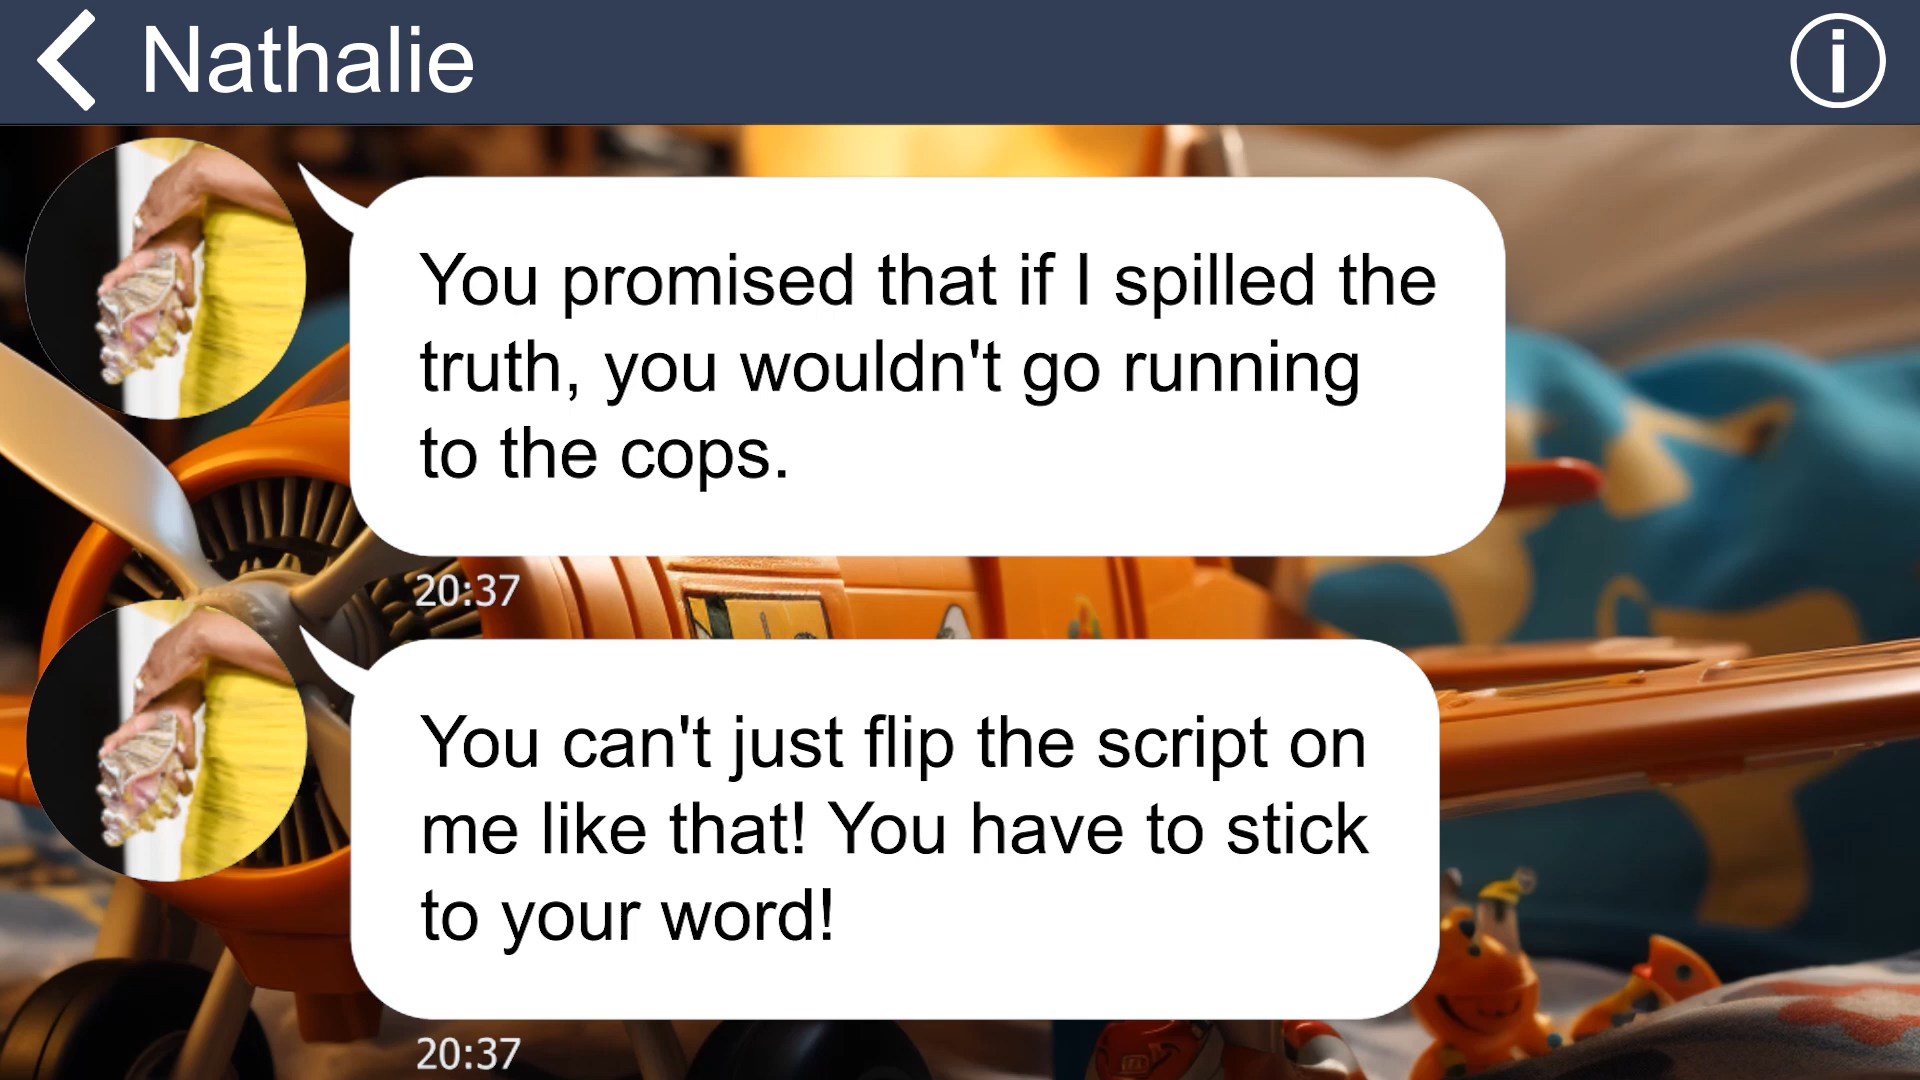 Nathalie
You promised that if I spilled the
truth, you wouldn't go running
to the cops.
20:37
You can't just flip the script on
me like that! You have to stick
to your word!
20:37